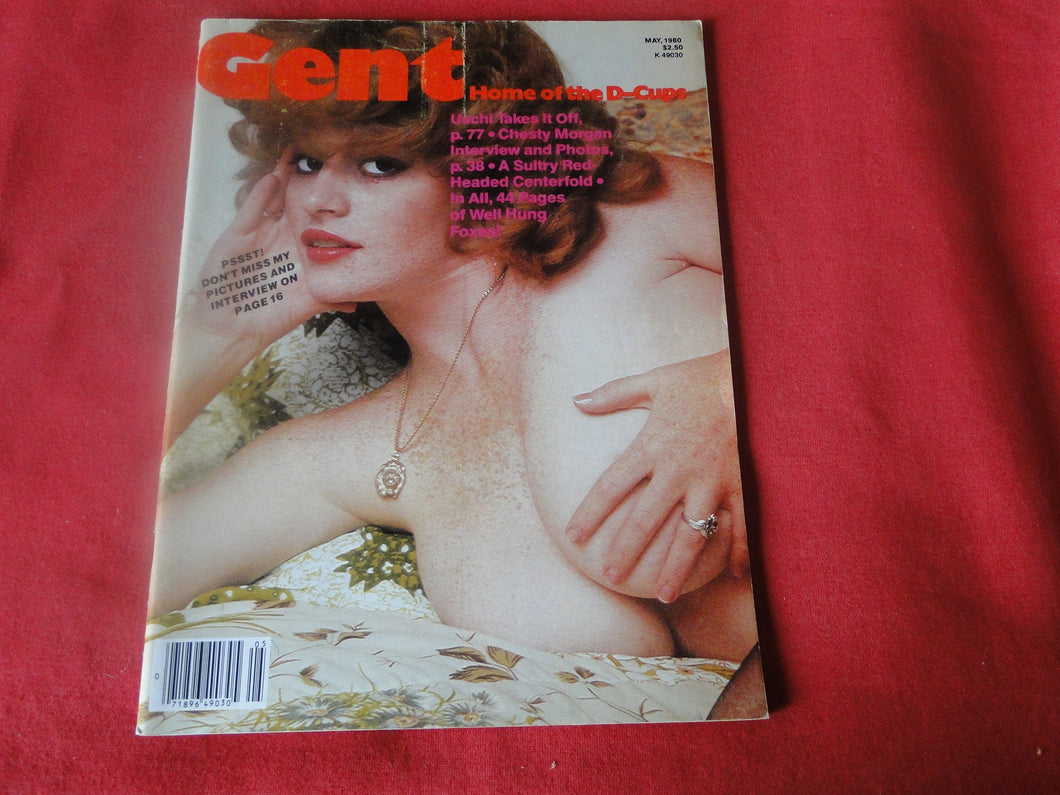 Gent
MAY, 1980
$2.50
K 49030
Home of the D-Cups
Uschi Takes It Off,
p. 77 • Chesty Morgan
Interview and Photos,
p. 38 • A Sultry Red-
Headed Centerfold •
In All, 44 Pages
of Well Hung
Foxes!
PSSST!
DON'T MISS MY
PICTURES AND
INTERVIEW ON
PAGE 16
05
0
71896 49030